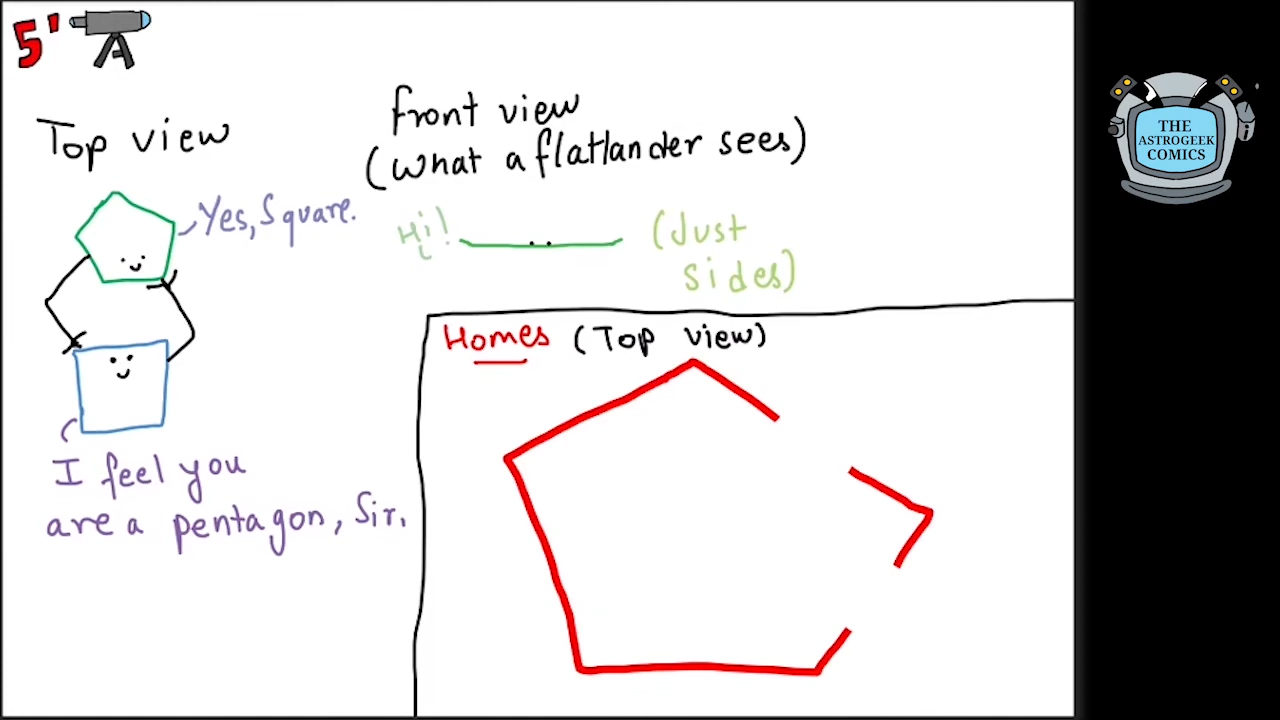 5'
Top view
front view
(What a flatlander sees)
Yes, Square.
Hi!
(Just
sides)
Homes (Top view)
I feel you
are a pentagon, Sir.
THE
ASTROGEEK
COMICS